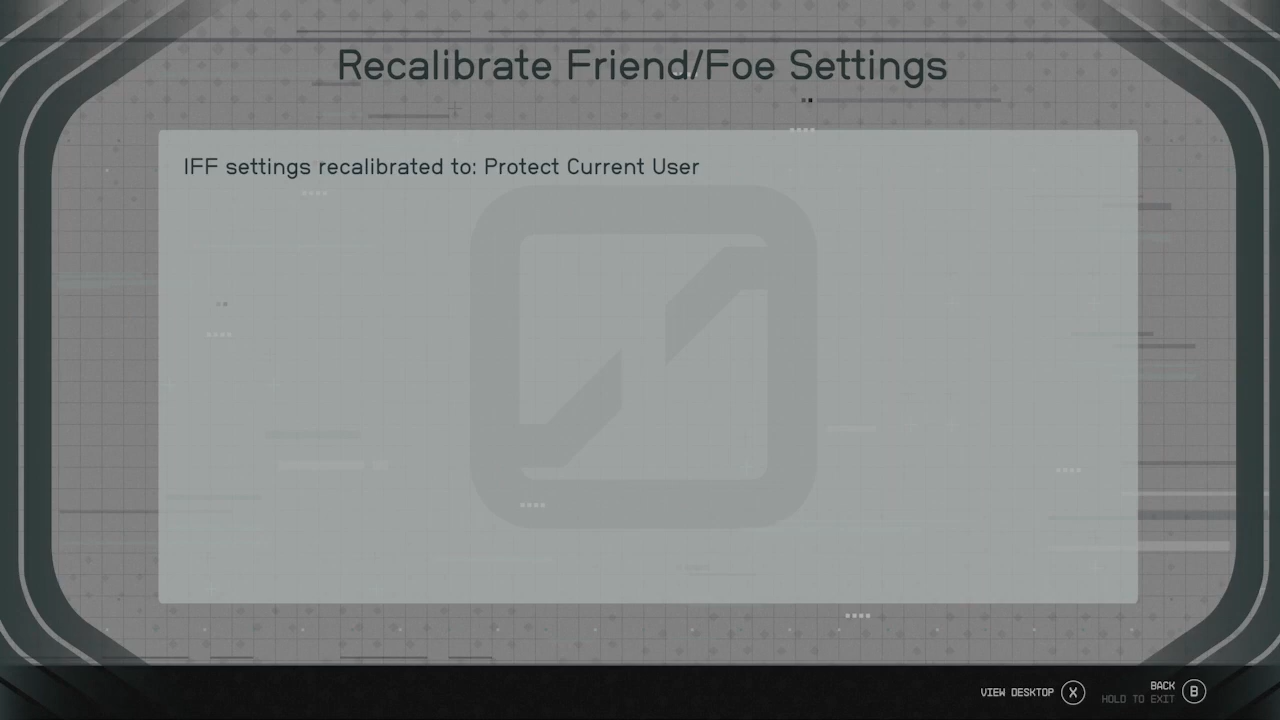 Recalibrate Friend/Foe Settings
IFF settings recalibrated to: Protect Current User
VIEW DESKTOP X
BACK B
HOLD TO EXIT